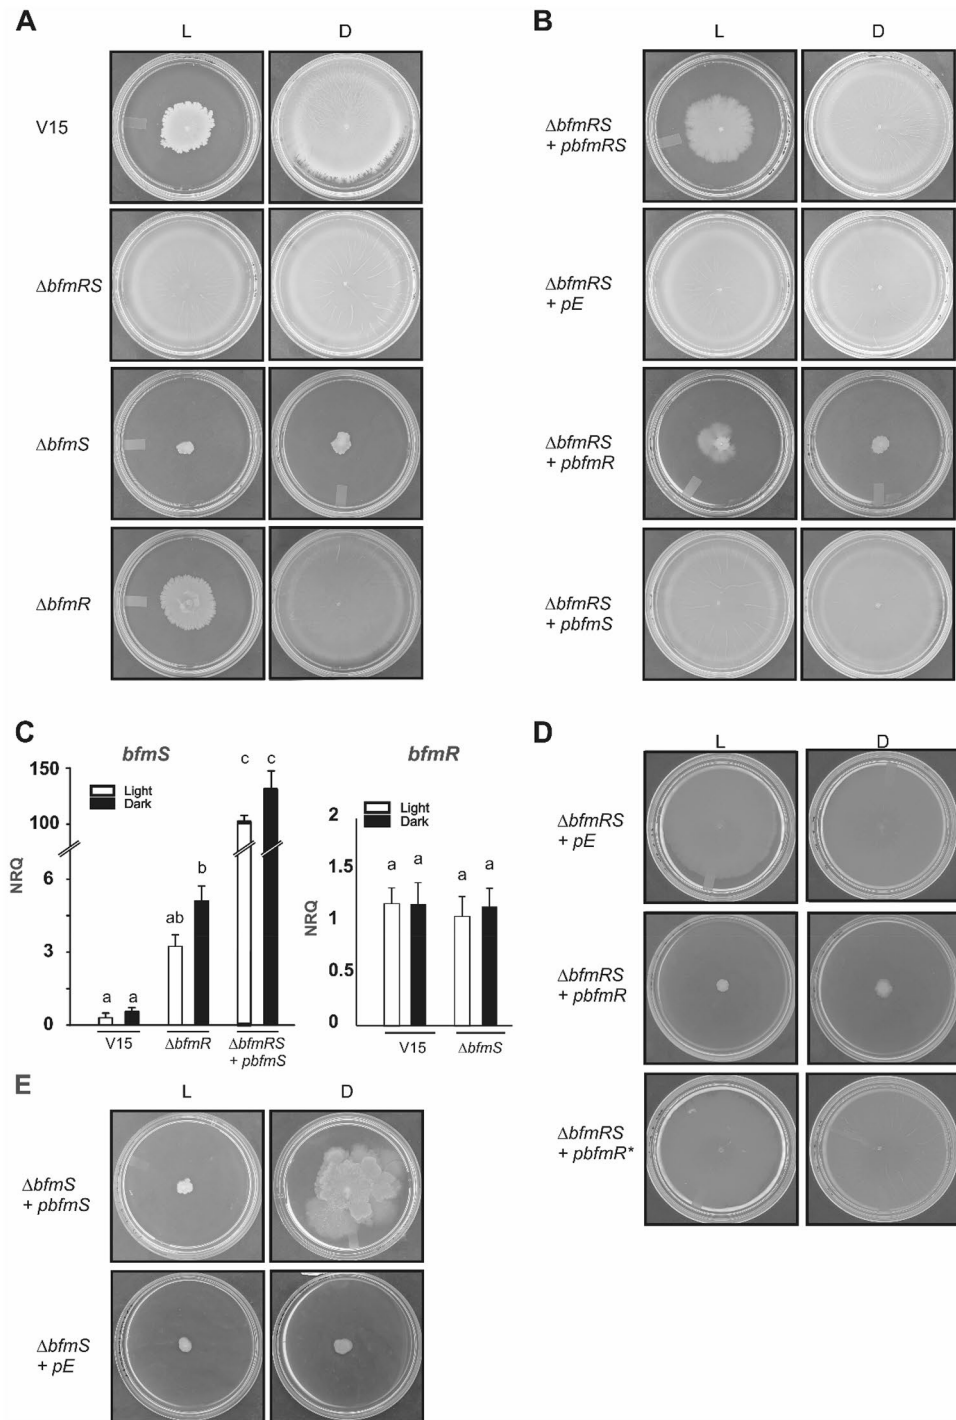 A
L D
V15
ΔbfmRS
ΔbfmS
ΔbfmR
B
L D
ΔbfmRS
+ pbfmRS
ΔbfmRS
+ pE
ΔbfmRS
+ pbfmR
ΔbfmRS
+ pbfmS
C
bfmS
150
100
6
3
0
NRQ
Light
Dark
a a
ab b
c c
V15
ΔbfmR
ΔbfmRS
+ pbfmS
bfmR
2
1.5
1
0.5
0
NRQ
Light
Dark
a a a a
V15
ΔbfmS
D
L D
ΔbfmRS
+ pE
ΔbfmRS
+ pbfmR
ΔbfmRS
+ pbfmR*
E
L D
ΔbfmS
+ pbfmS
ΔbfmS
+ pE